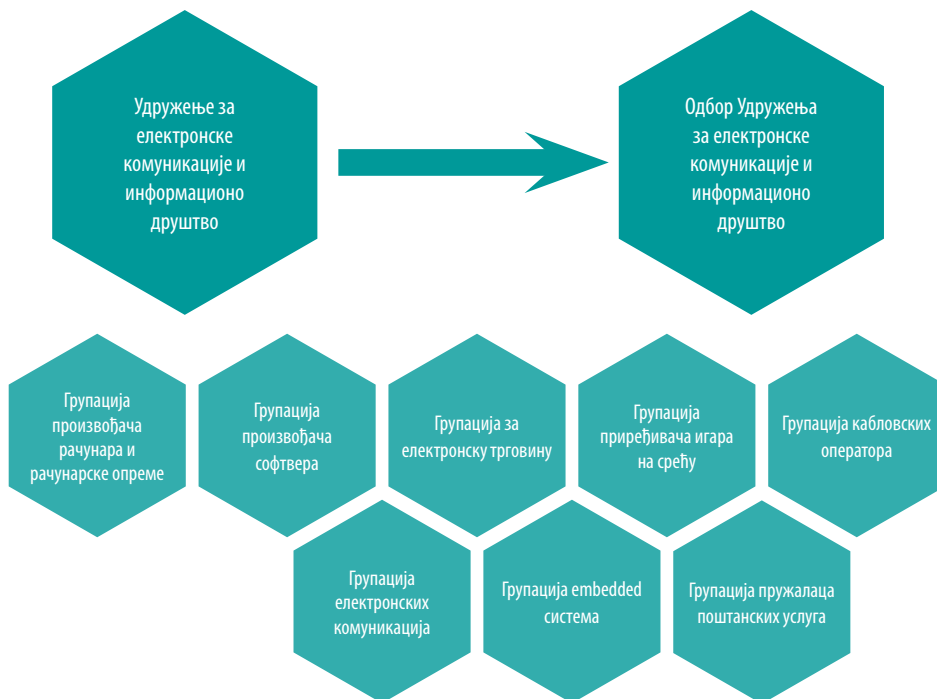 Удружење за
електронске
комуникације и
информационо
друштво
Одбор Удружења
за електронске
комуникације и
информационо
друштво
Групација
произвођача
рачунара и
рачунарске опреме
Групација
произвођача
софтвера
Групација за
електронску трговину
Групација
приређивача игара
на срећу
Групација кабловских
оператора
Групација
електронских
комуникација
Групација embedded
система
Групација пружалаца
поштанских услуга